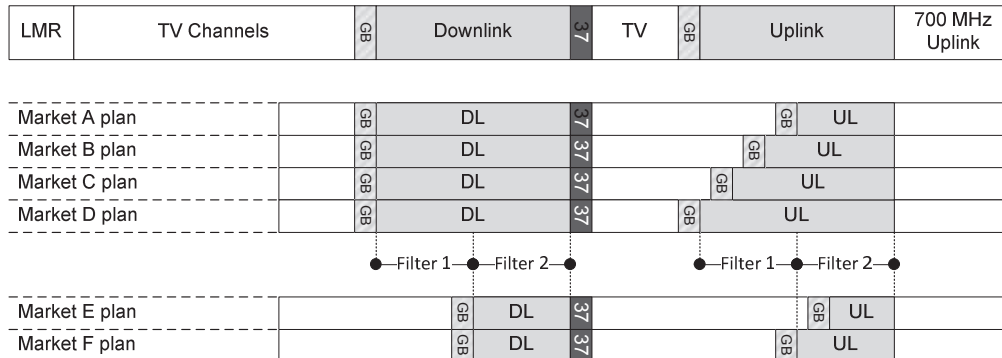 LMR TV Channels GB Downlink 37 TV GB Uplink 700 MHz Uplink
Market A plan GB DL 37 GB UL
Market B plan GB DL 37 GB UL
Market C plan GB DL 37 GB UL
Market D plan GB DL 37 GB UL
Filter 1 Filter 2 Filter 1 Filter 2
Market E plan GB DL 37 GB UL
Market F plan GB DL 37 GB UL